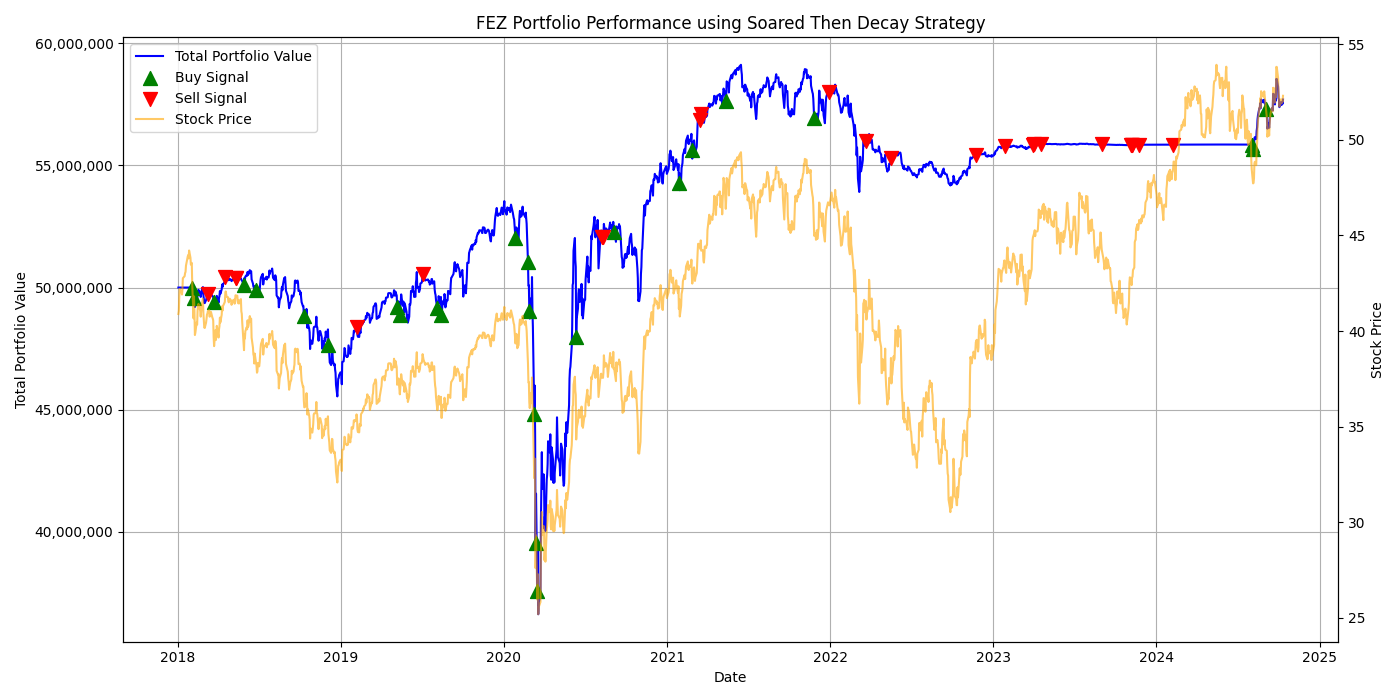 FEZ Portfolio Performance using Soared Then Decay Strategy
Total Portfolio Value
Buy Signal
Sell Signal
Stock Price
60,000,000
55,000,000
50,000,000
45,000,000
40,000,000
Total Portfolio Value
55
50
45
40
35
30
25
Stock Price
2018
2019
2020
2021
2022
2023
2024
2025
Date